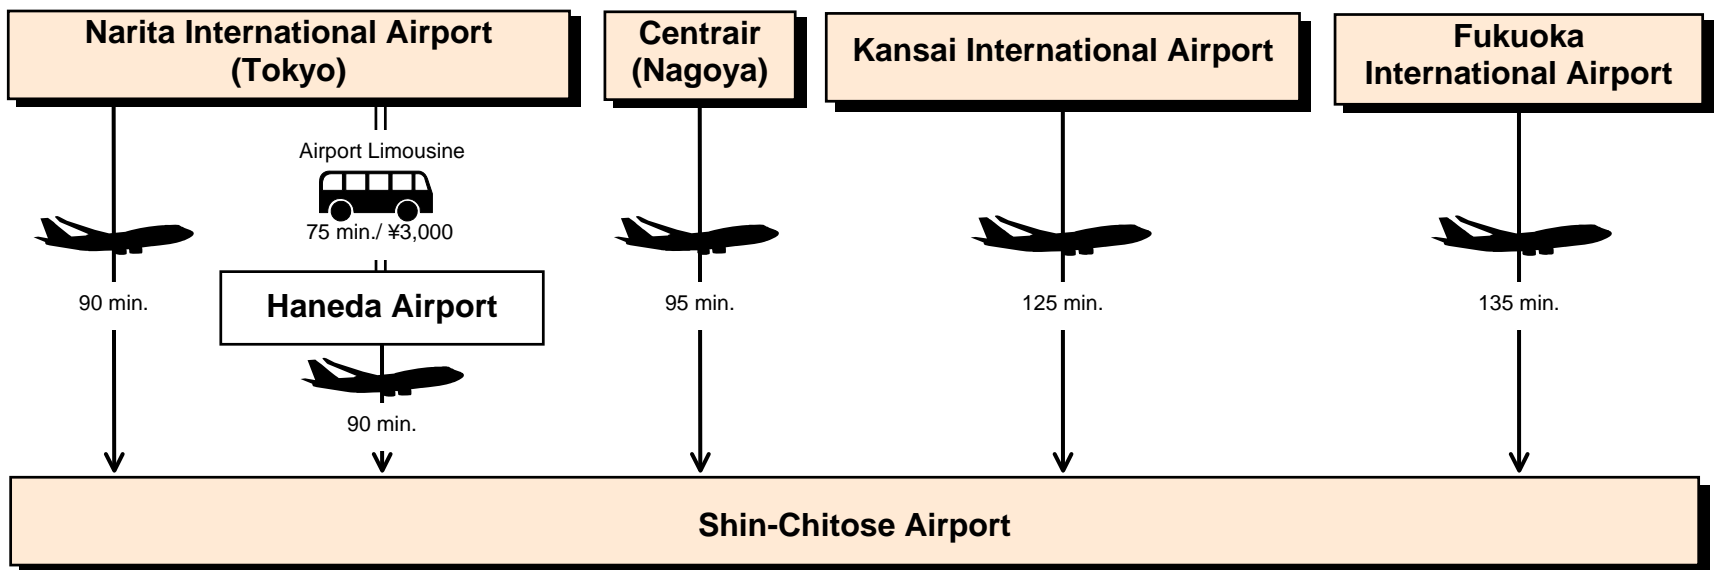 Narita International Airport
(Tokyo)
Centrair
(Nagoya)
Kansai International Airport
Fukuoka
International Airport
Airport Limousine
75 min./ ¥3,000
90 min.
Haneda Airport
95 min.
125 min.
135 min.
90 min.
Shin-Chitose Airport